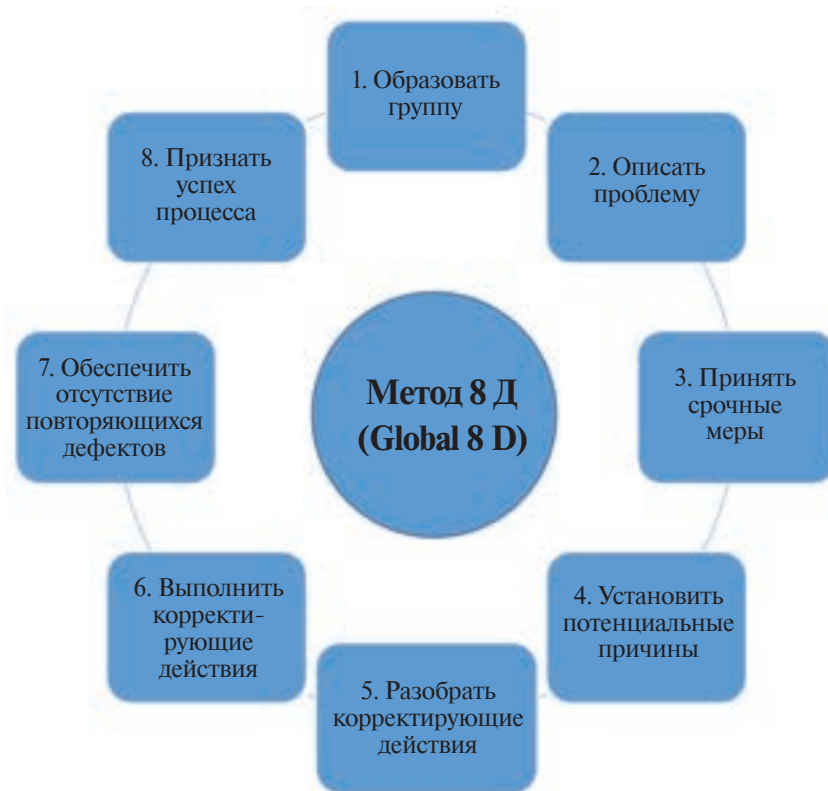 1. Образовать
группу
2. Описать
проблему
3. Принять
срочные
меры
4. Установить
потенциальные
причины
5. Разобрать
корректирующие
действия
6. Выполнить
корректи-
рующие
действия
7. Обеспечить
отсутствие
повторяющихся
дефектов
8. Признать
успех
процесса
Метод 8 Д
(Global 8 D)